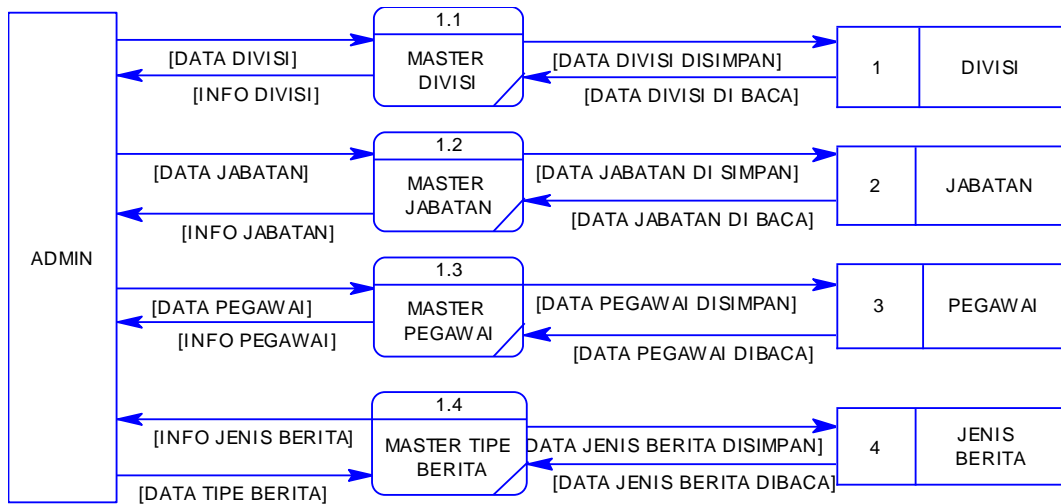 1.1
[DATA DIVISI]
MASTER
DIVISI
[DATA DIVISI DISIMPAN]
1
DIVISI
[INFO DIVISI]
[DATA DIVISI DI BACA]
1.2
[DATA JABATAN]
MASTER
JABATAN
[DATA JABATAN DI SIMPAN]
2
JABATAN
[INFO JABATAN]
[DATA JABATAN DI BACA]
ADMIN
1.3
[DATA PEGAWAI]
MASTER
PEGAWAI
[DATA PEGAWAI DISIMPAN]
3
PEGAWAI
[INFO PEGAWAI]
[DATA PEGAWAI DIBACA]
1.4
[INFO JENIS BERITA]
MASTER TIPE
BERITA
[DATA JENIS BERITA DISIMPAN]
4
JENIS
BERITA
[DATA TIPE BERITA]
[DATA JENIS BERITA DIBACA]